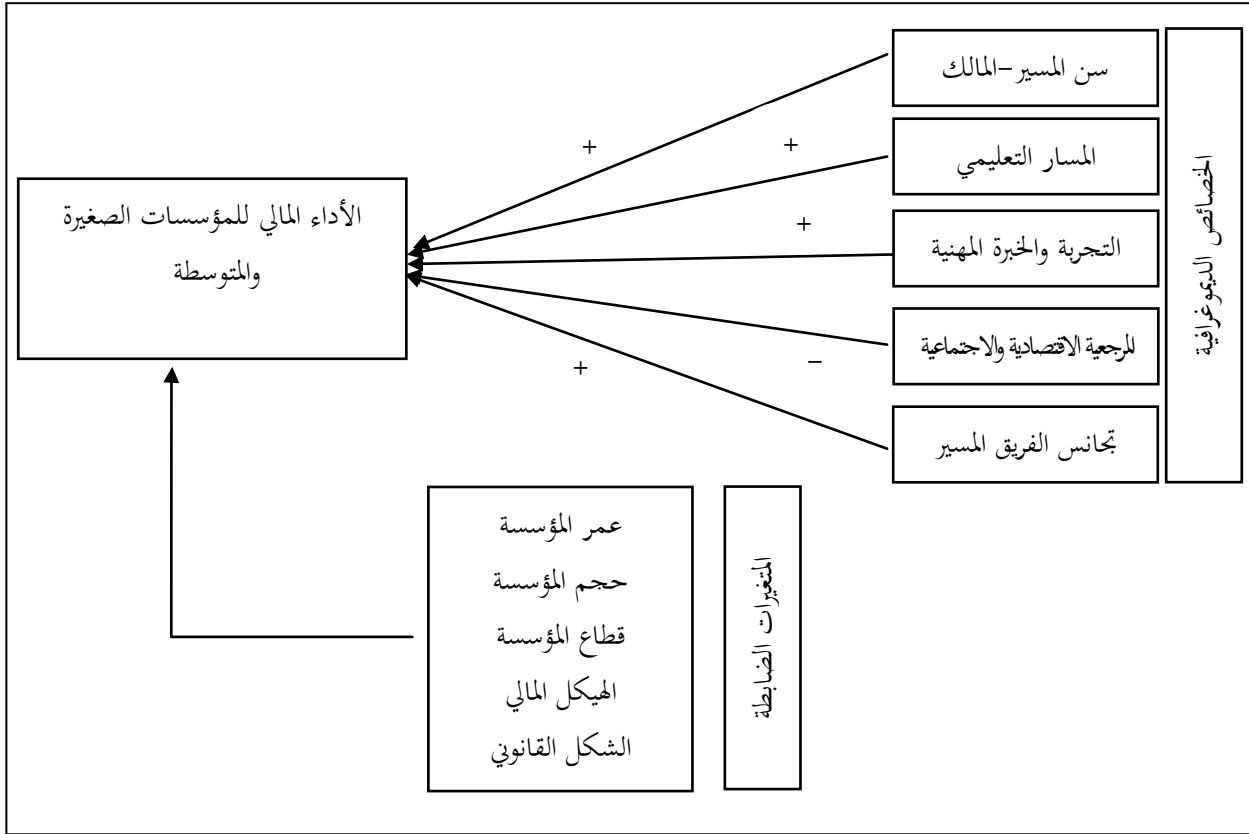 سن المسير-المالك
المسار التعليمي
التجربة والخبرة المهنية
المرجعية الاقتصادية والاجتماعية
تجانس الفريق المسير
الخصائص الديموغرافية
+
+
+
-
+
الأداء المالي للمؤسسات الصغيرة
والمتوسطة
عمر المؤسسة
حجم المؤسسة
قطاع المؤسسة
الهيكل المالي
الشكل القانوني
المتغيرات الضابطة